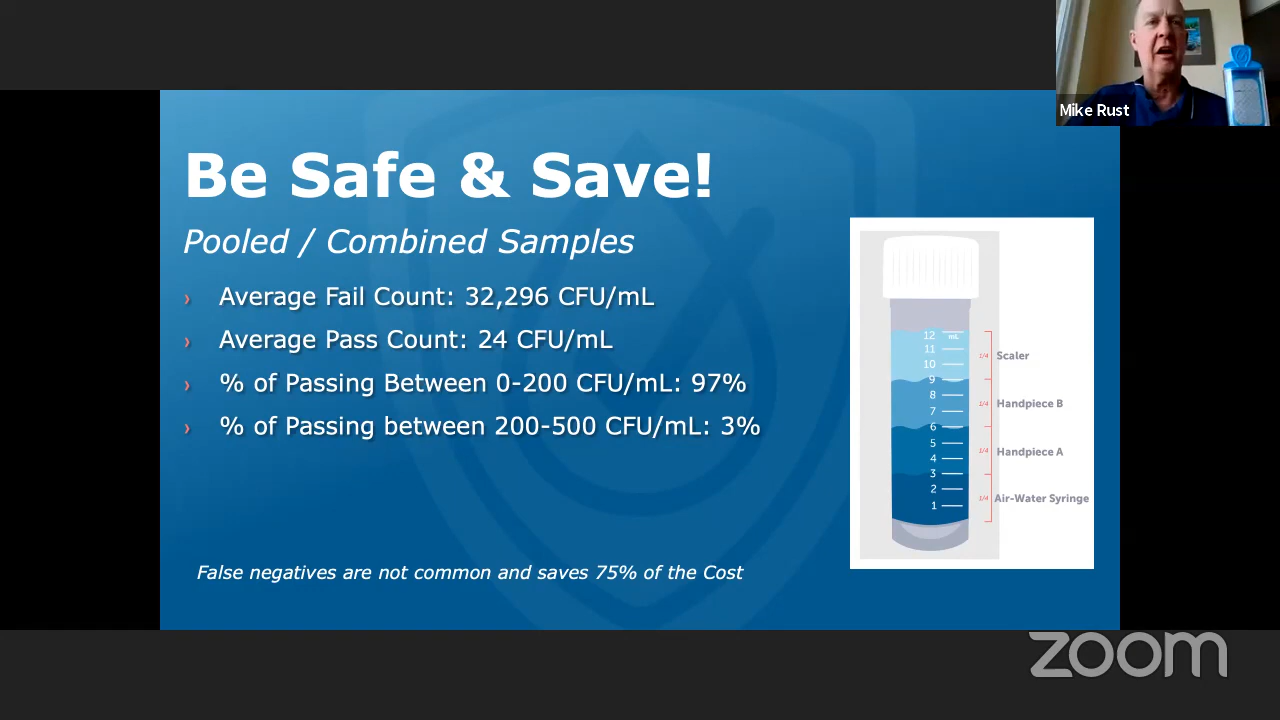 Mike Rust
Be Safe & Save!
Pooled / Combined Samples
› Average Fail Count: 32,296 CFU/mL
› Average Pass Count: 24 CFU/mL
› % of Passing Between 0-200 CFU/mL: 97%
› % of Passing between 200-500 CFU/mL: 3%
False negatives are not common and saves 75% of the Cost
12 mL
11
10
9
8
7
6
5
4
3
2
1
1/4 Scaler
1/4 Handpiece B
1/4 Handpiece A
1/4 Air-Water Syringe
zoom